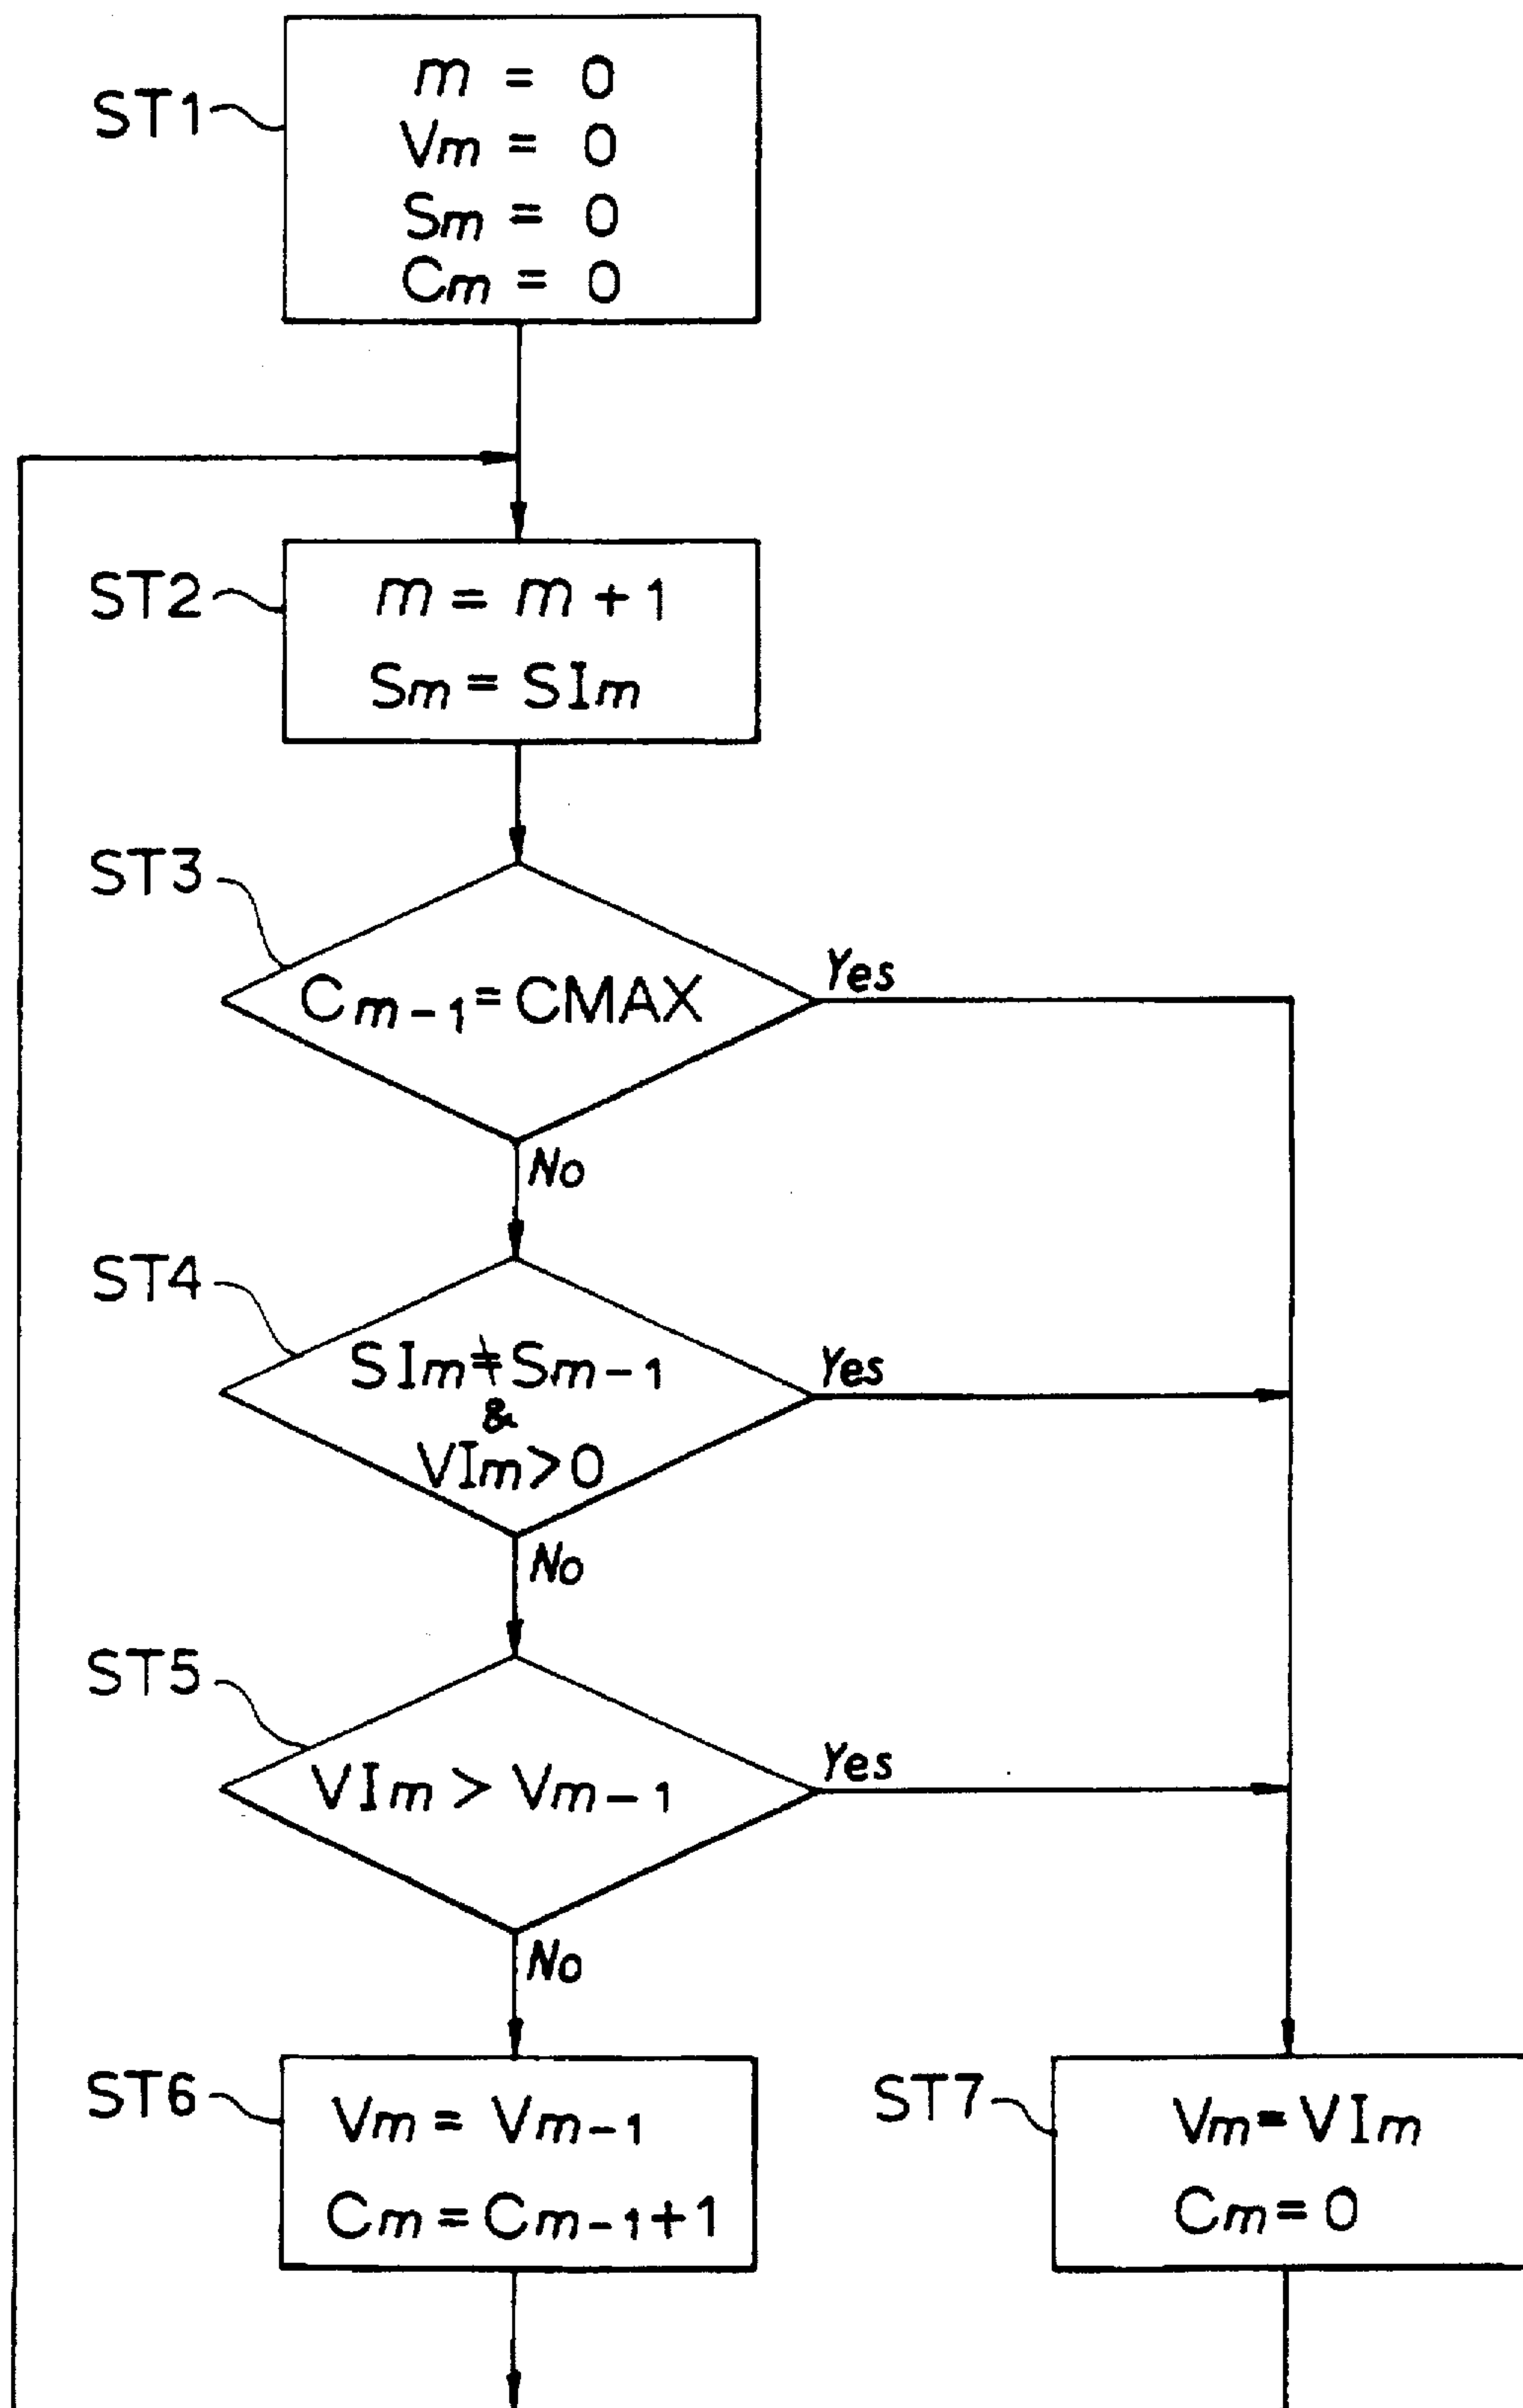 ST1
m = 0
Vm = 0
Sm = 0
Cm = 0
ST2
m = m + 1
Sm = SIm
ST3
Cm-1 = CMAX
Yes
No
ST4
SIm ≠ Sm-1
&
VIm > 0
Yes
No
ST5
VIm > Vm-1
Yes
No
ST6
Vm = Vm-1
Cm = Cm-1+1
ST7
Vm = VIm
Cm = 0